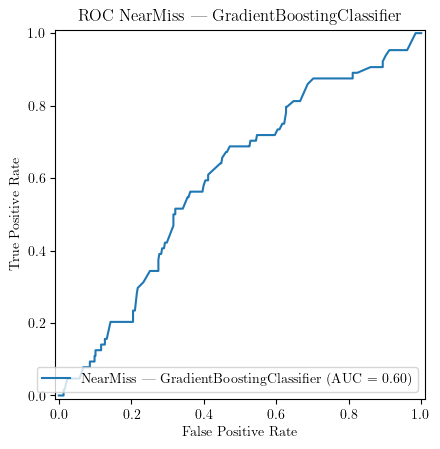 ROC NearMiss — GradientBoostingClassifier
1.0
0.8
0.6
0.4
0.2
0.0
True Positive Rate
NearMiss — GradientBoostingClassifier (AUC = 0.60)
0.0 0.2 0.4 0.6 0.8 1.0
False Positive Rate